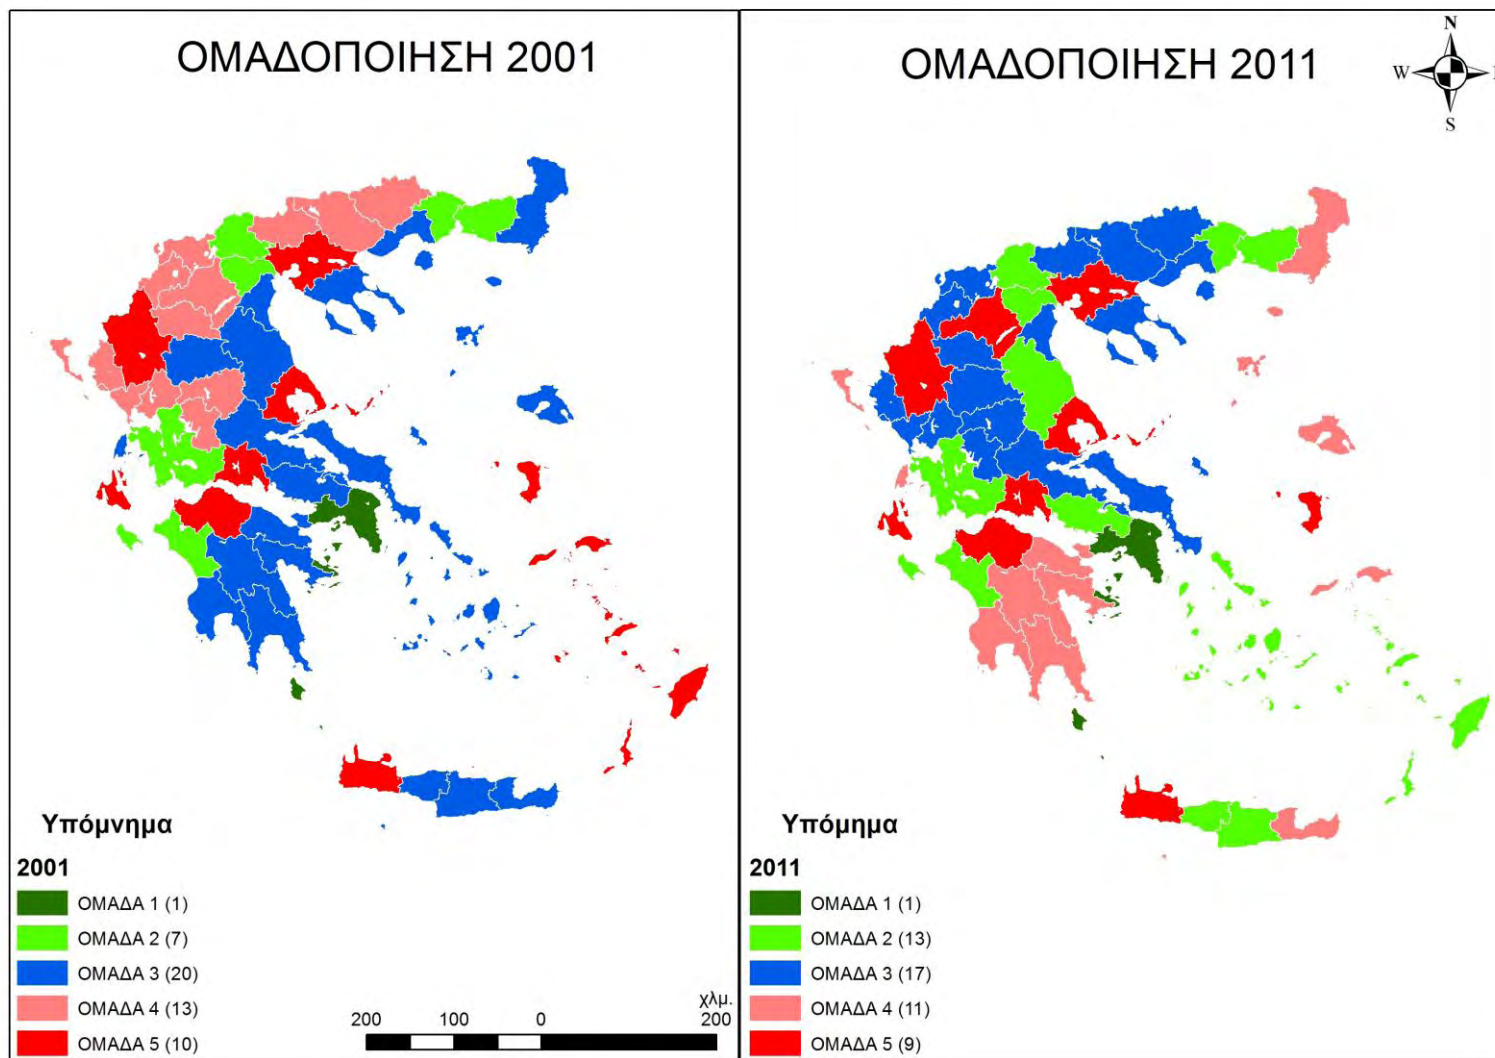 ΟΜΑΔΟΠΟΙΗΣΗ 2001
Υπόμνημα
2001
ΟΜΑΔΑ 1 (1)
ΟΜΑΔΑ 2 (7)
ΟΜΑΔΑ 3 (20)
ΟΜΑΔΑ 4 (13)
ΟΜΑΔΑ 5 (10)
χλμ.
200 100 0 200
ΟΜΑΔΟΠΟΙΗΣΗ 2011
N
W
S
Υπόμημα
2011
ΟΜΑΔΑ 1 (1)
ΟΜΑΔΑ 2 (13)
ΟΜΑΔΑ 3 (17)
ΟΜΑΔΑ 4 (11)
ΟΜΑΔΑ 5 (9)